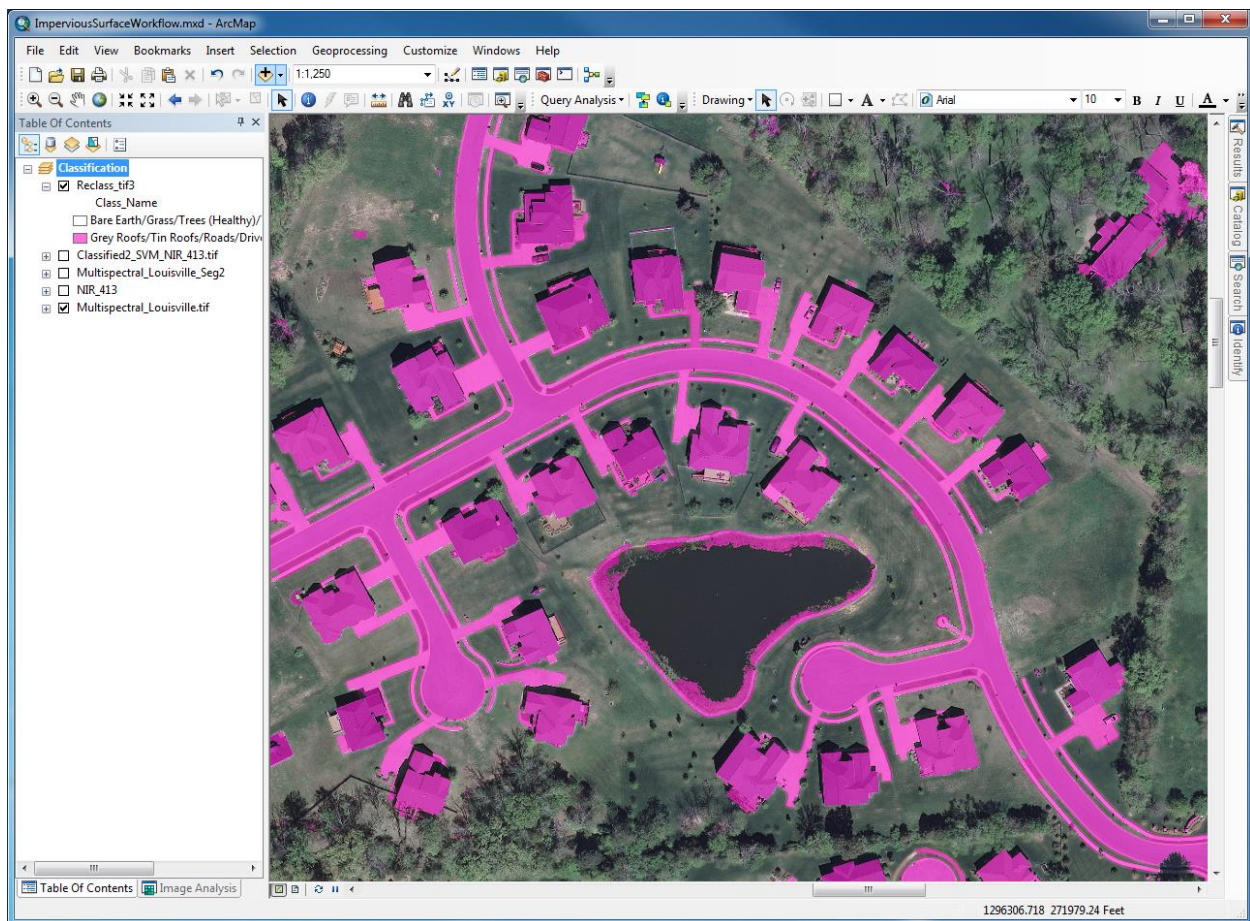 ImperviousSurfaceWorkflow.mxd - ArcMap
File Edit View Bookmarks Insert Selection Geoprocessing Customize Windows Help
1:1,250
Query Analysis Drawing A Arial 10 B I U A
Table Of Contents
Classification
Reclass_tif3
Class_Name
Bare Earth/Grass/Trees (Healthy)/
Grey Roofs/Tin Roofs/Roads/Driv
Classified2_SVM_NIR_413.tif
Multispectral_Louisville_Seg2
NIR_413
Multispectral_Louisville.tif
Results
Catalog
Search
Identify
Table Of Contents Image Analysis
1296306.718 271979.24 Feet